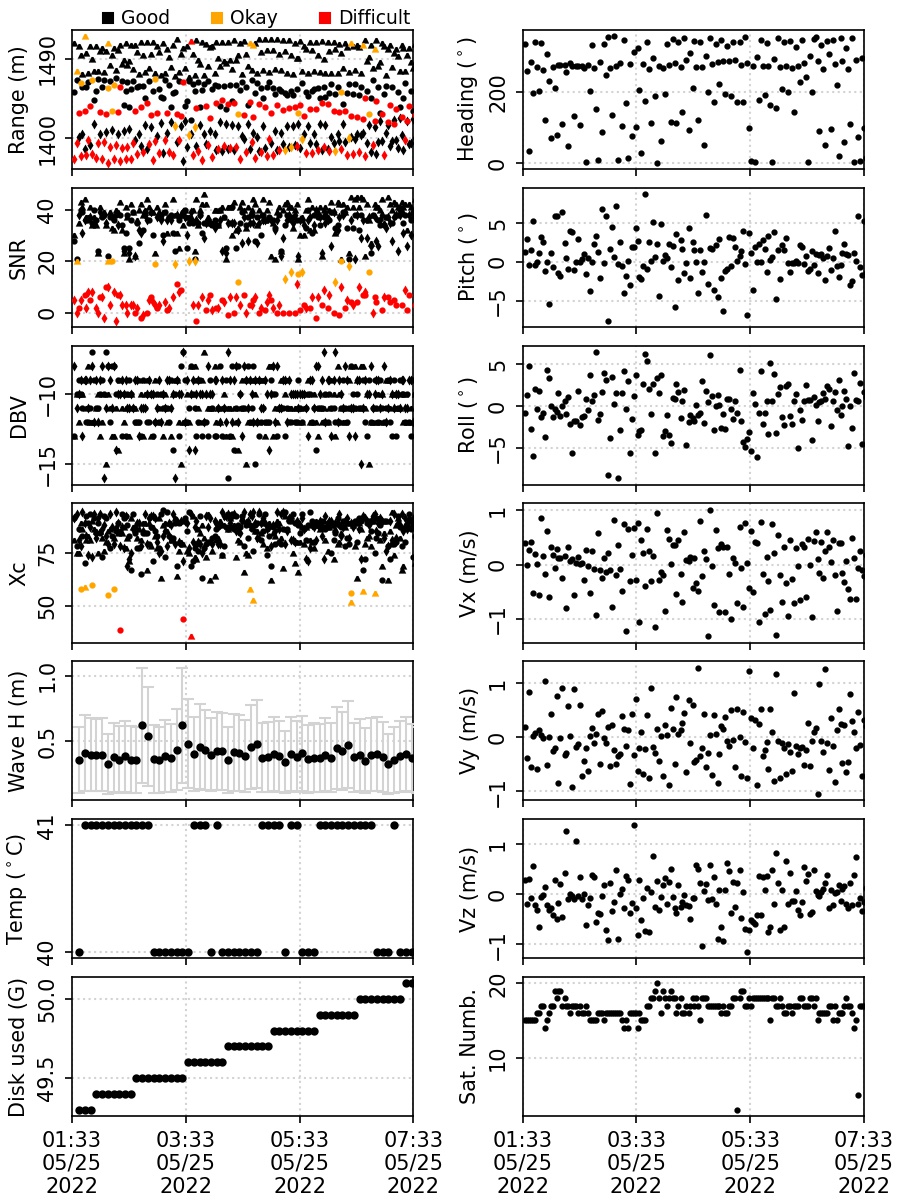 Good Okay Difficult
Range (m)
1490
1400
Heading (°)
200
0
SNR
40
20
0
Pitch (°)
5
0
−5
DBV
−10
−15
Roll (°)
5
0
−5
Xc
75
50
Vx (m/s)
1
0
−1
Wave H (m)
1.0
0.5
Vy (m/s)
1
0
−1
Temp (°C)
41
40
Vz (m/s)
1
0
−1
Disk used (G)
50.0
49.5
Sat. Numb.
20
10
01:33 03:33 05:33 07:33 01:33 03:33 05:33 07:33
05/25 05/25 05/25 05/25 05/25 05/25 05/25 05/25
2022 2022 2022 2022 2022 2022 2022 2022